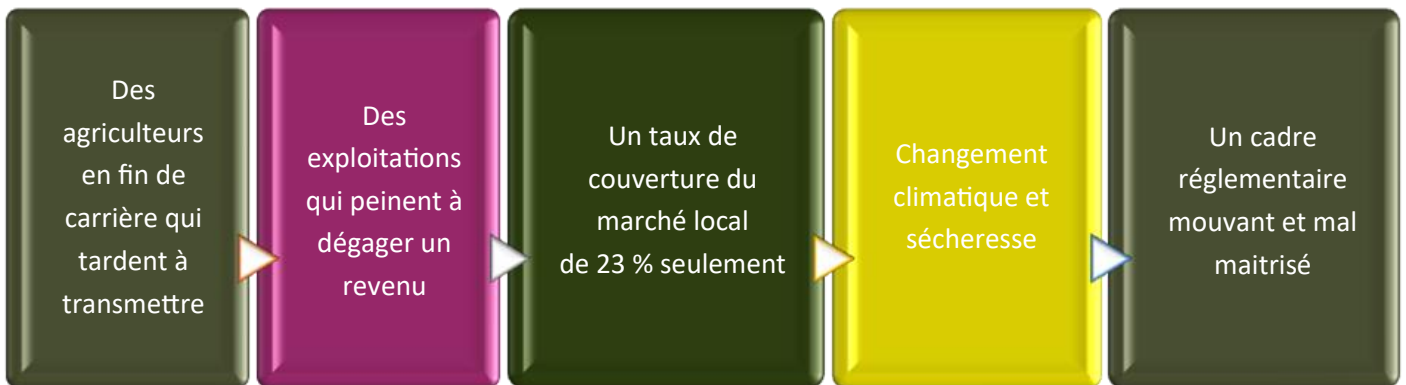 Des
agriculteurs
en fin de
carrière qui
tardent à
transmettre
Des
exploitations
qui peinent à
dégager un
revenu
Un taux de
couverture du
marché local
de 23 % seulement
Changement
climatique et
sécheresse
Un cadre
réglementaire
mouvant et mal
maitrisé